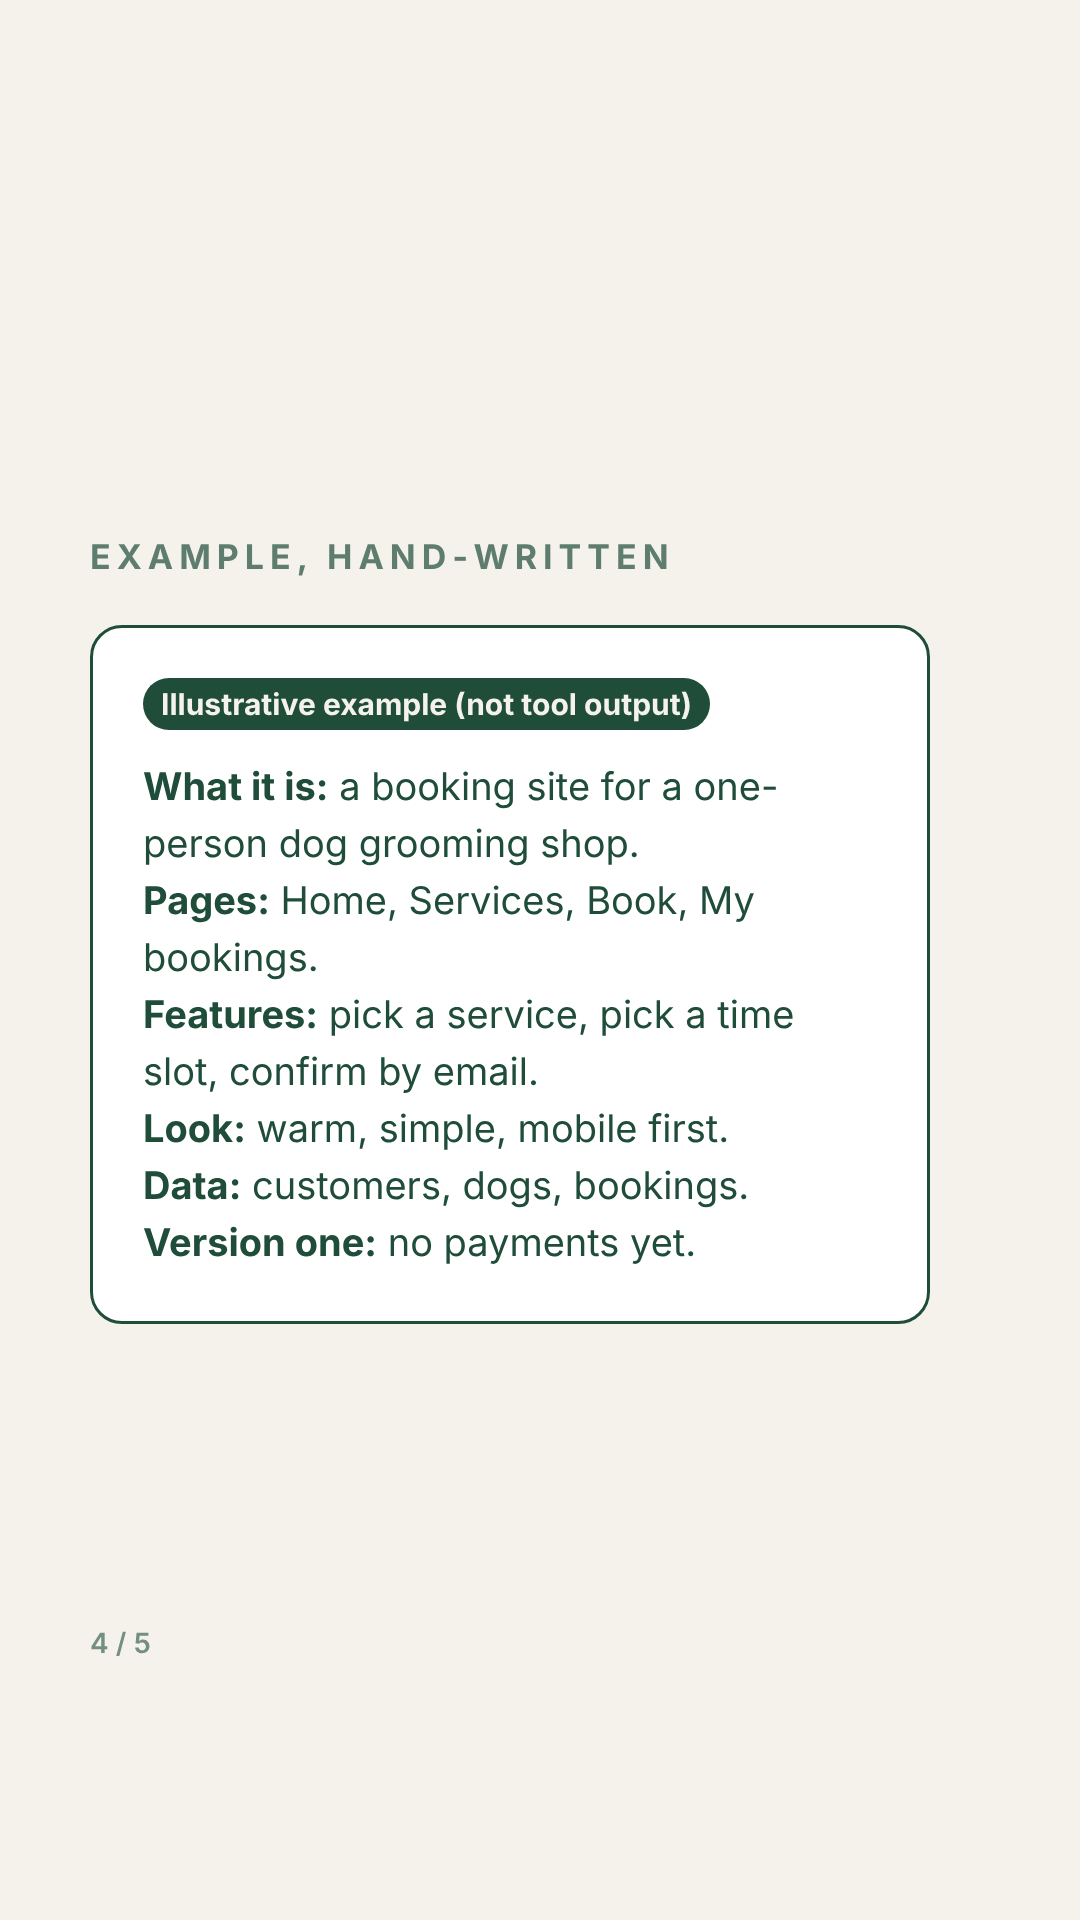 EXAMPLE, HAND-WRITTEN
Illustrative example (not tool output)
What it is: a booking site for a one-
person dog grooming shop.
Pages: Home, Services, Book, My
bookings.
Features: pick a service, pick a time
slot, confirm by email.
Look: warm, simple, mobile first.
Data: customers, dogs, bookings.
Version one: no payments yet.
4 / 5